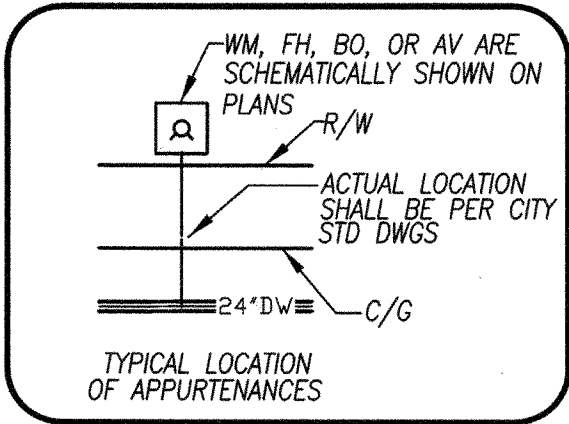 WM, FH, BO, OR AV ARE
SCHEMATICALLY SHOWN ON
PLANS
R/W
ACTUAL LOCATION
SHALL BE PER CITY
STD DWGS
24"DW
C/G
TYPICAL LOCATION
OF APPURTENANCES